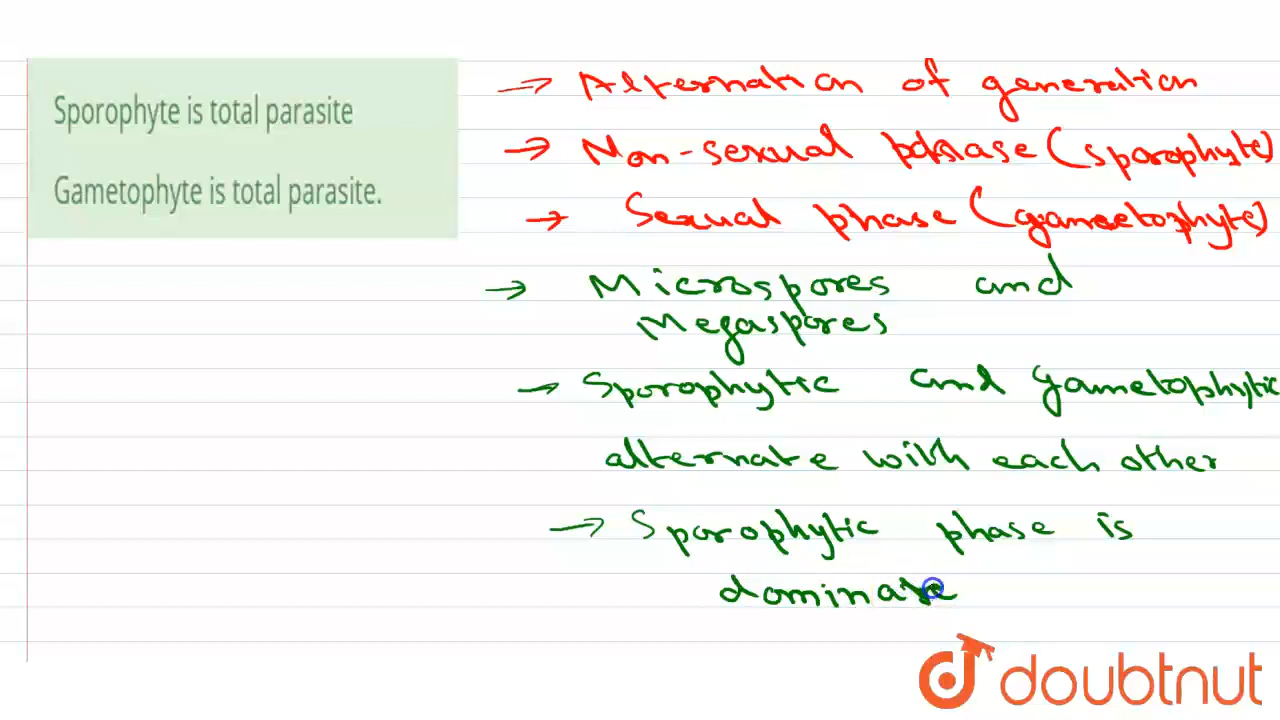 Sporophyte is total parasite
Gametophyte is total parasite.
→ Alternation of generation
→ Non-sexual phase (sporophyte)
→ Sexual phase (gametophyte)
→ Microspores and
Megaspores
→ Sporophytic and gametophytic
alternate with each other
→ Sporophytic phase is
dominate
doubtnut